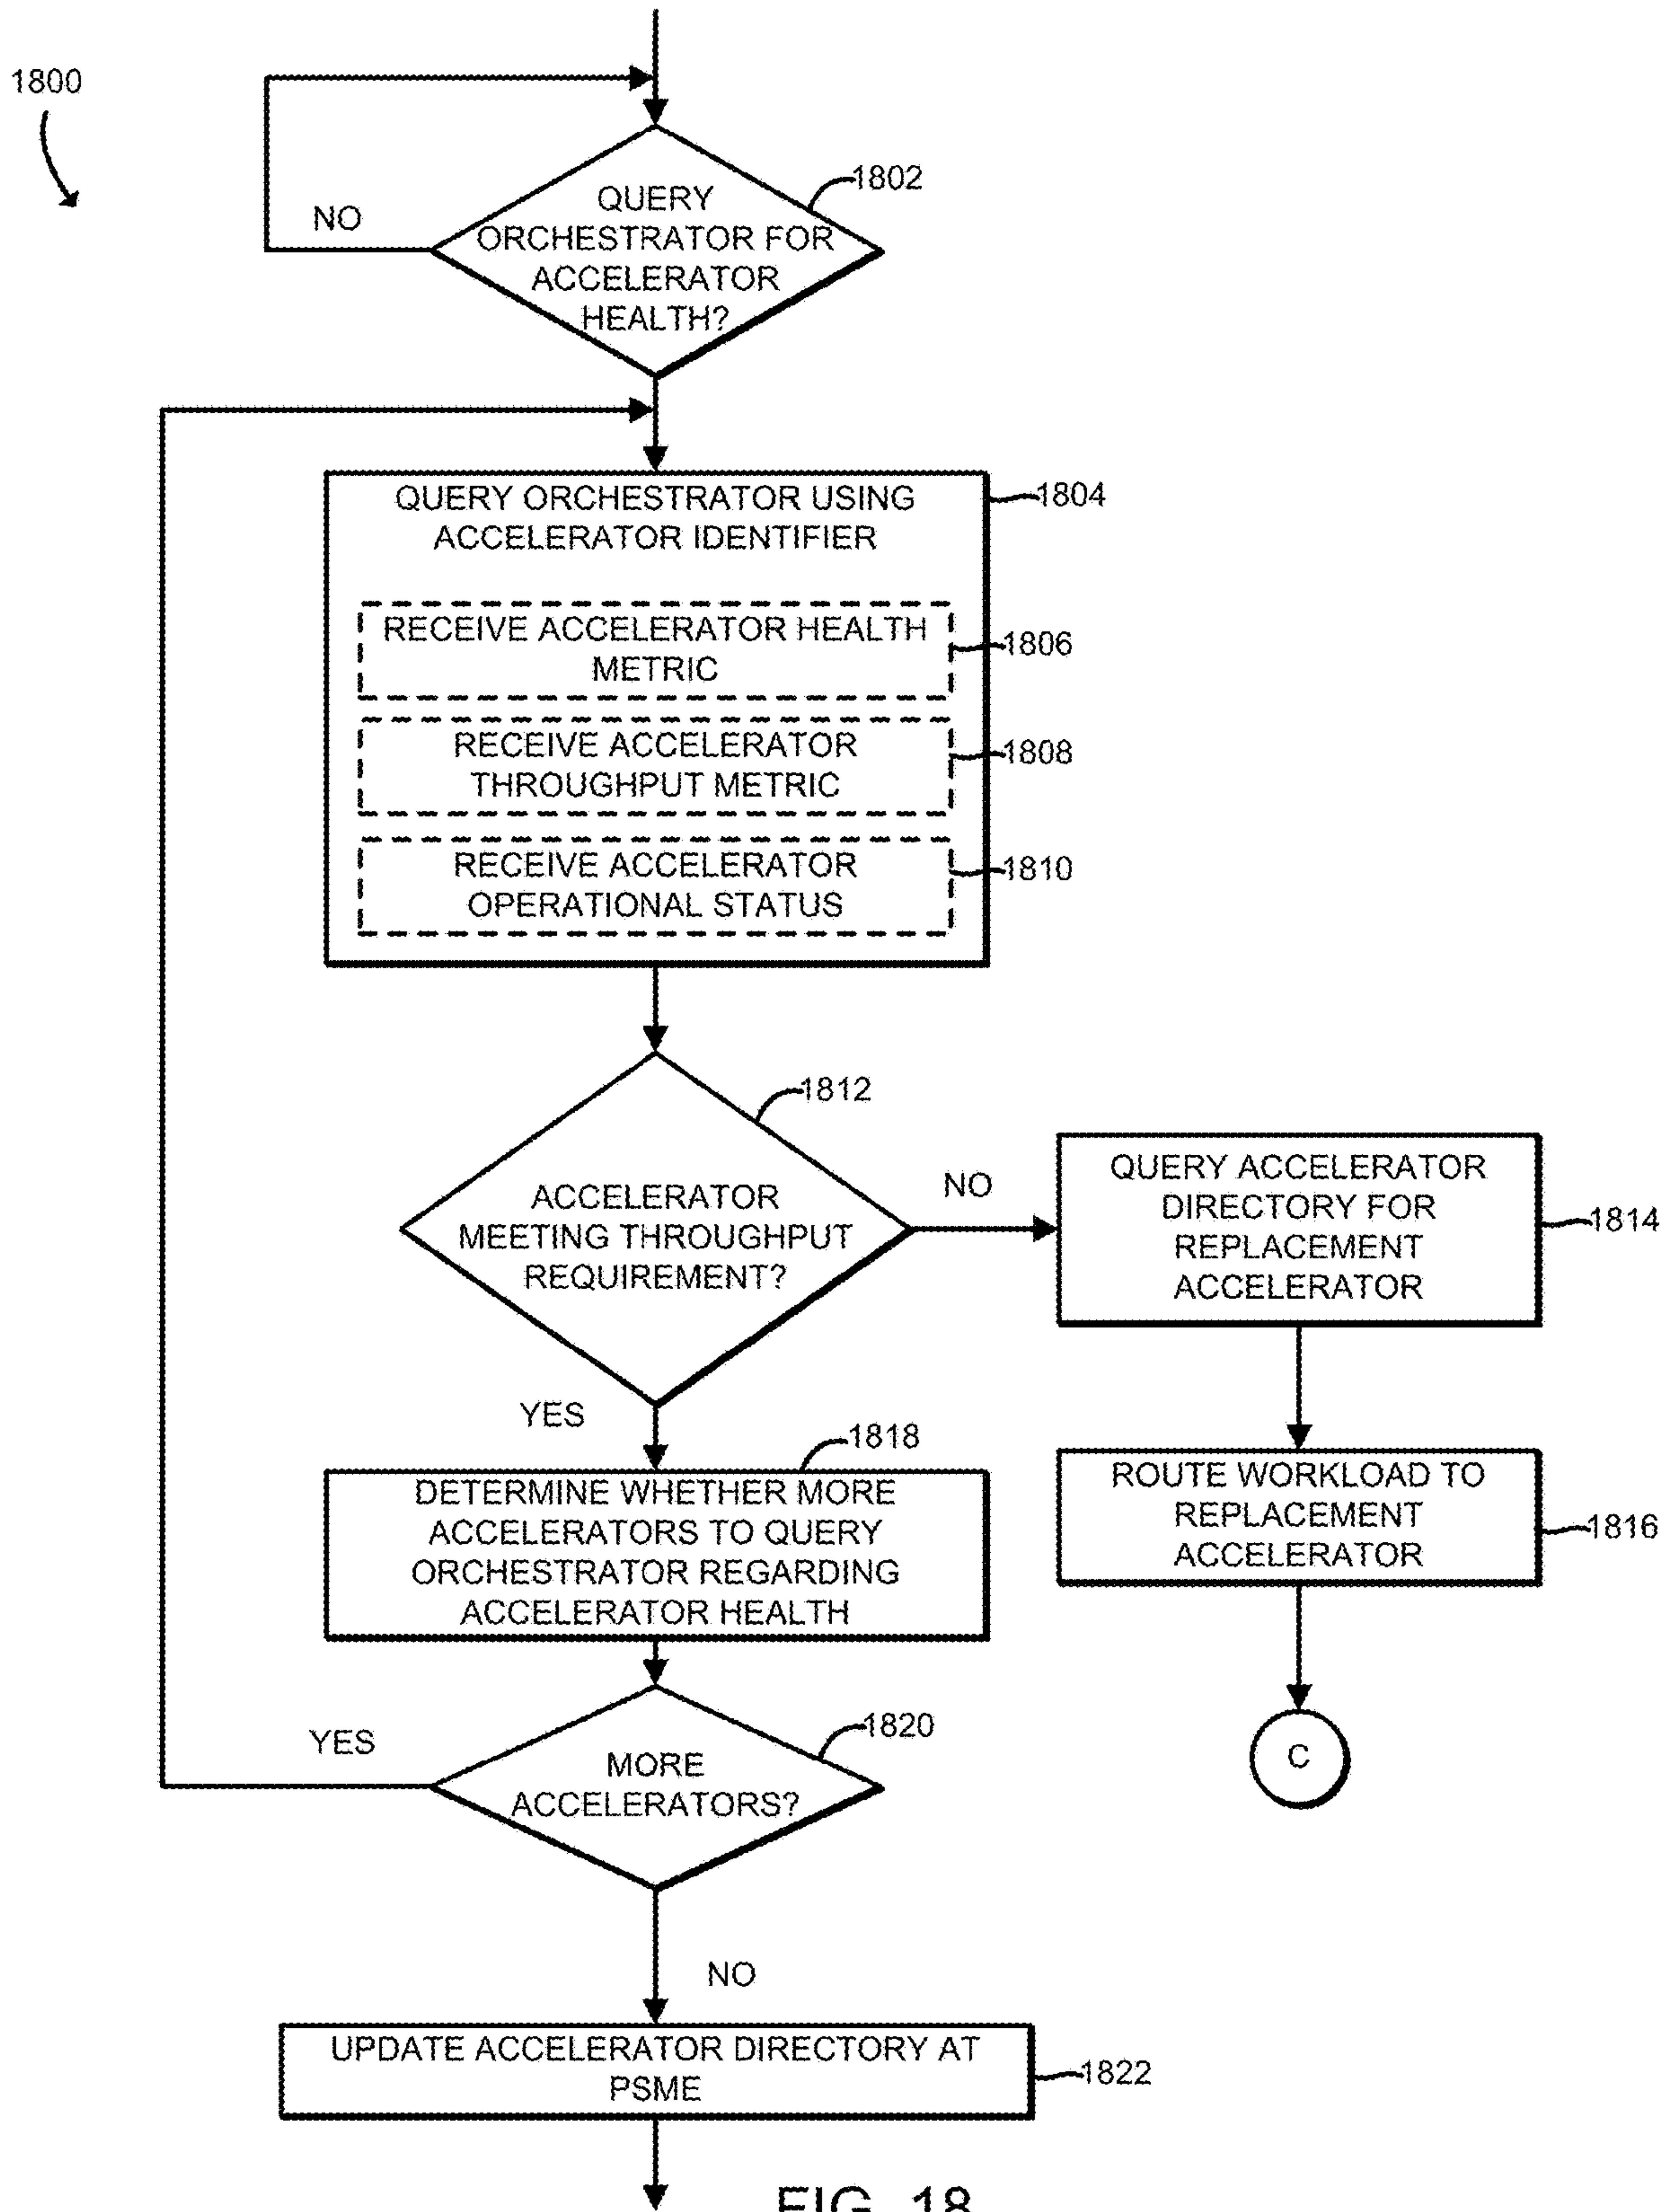 1800
1802
NO
QUERY
ORCHESTRATOR FOR
ACCELERATOR
HEALTH?
QUERY ORCHESTRATOR USING
ACCELERATOR IDENTIFIER
1804
RECEIVE ACCELERATOR HEALTH
METRIC
1806
RECEIVE ACCELERATOR
THROUGHPUT METRIC
1808
RECEIVE ACCELERATOR
OPERATIONAL STATUS
1810
1812
ACCELERATOR
MEETING THROUGHPUT
REQUIREMENT?
NO
QUERY ACCELERATOR
DIRECTORY FOR
REPLACEMENT
ACCELERATOR
1814
YES
1818
DETERMINE WHETHER MORE
ACCELERATORS TO QUERY
ORCHESTRATOR REGARDING
ACCELERATOR HEALTH
ROUTE WORKLOAD TO
REPLACEMENT
ACCELERATOR
1816
YES
1820
MORE
ACCELERATORS?
C
NO
UPDATE ACCELERATOR DIRECTORY AT
PSME
1822
FIG. 18